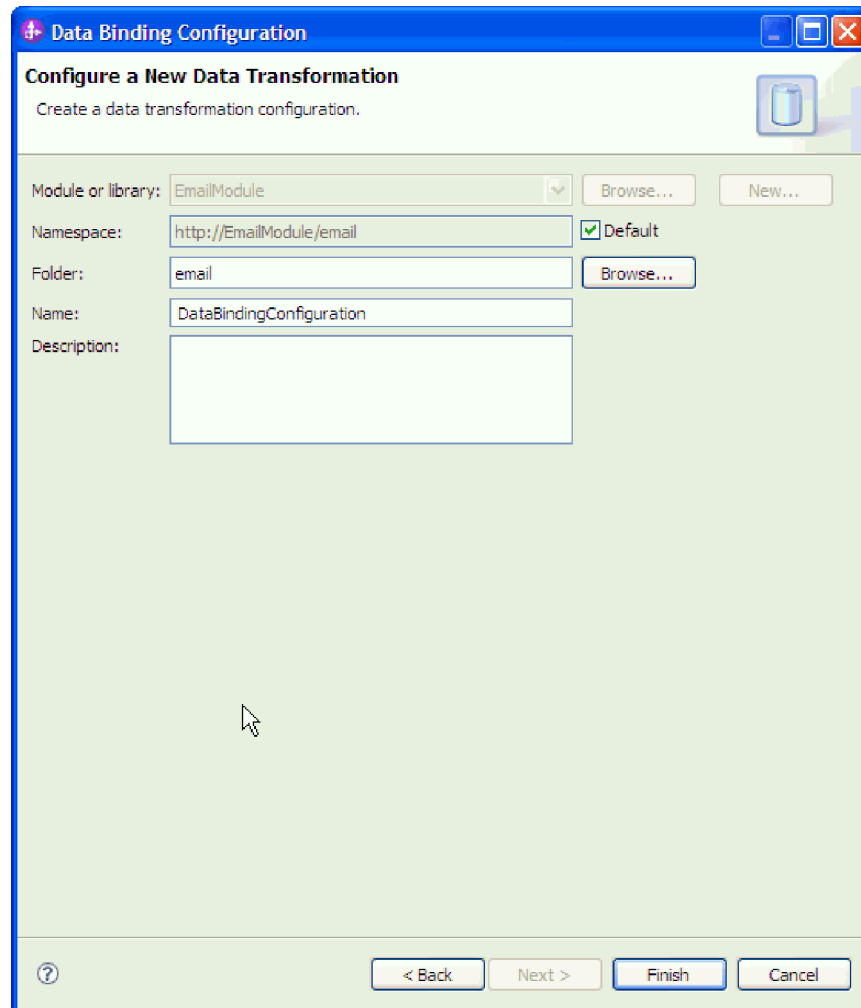 Data Binding Configuration
Configure a New Data Transformation
Create a data transformation configuration.
Module or library: EmailModule Browse... New...
Namespace: http://EmailModule/email Default
Folder: email Browse...
Name: DataBindingConfiguration
Description:
? < Back Next > Finish Cancel